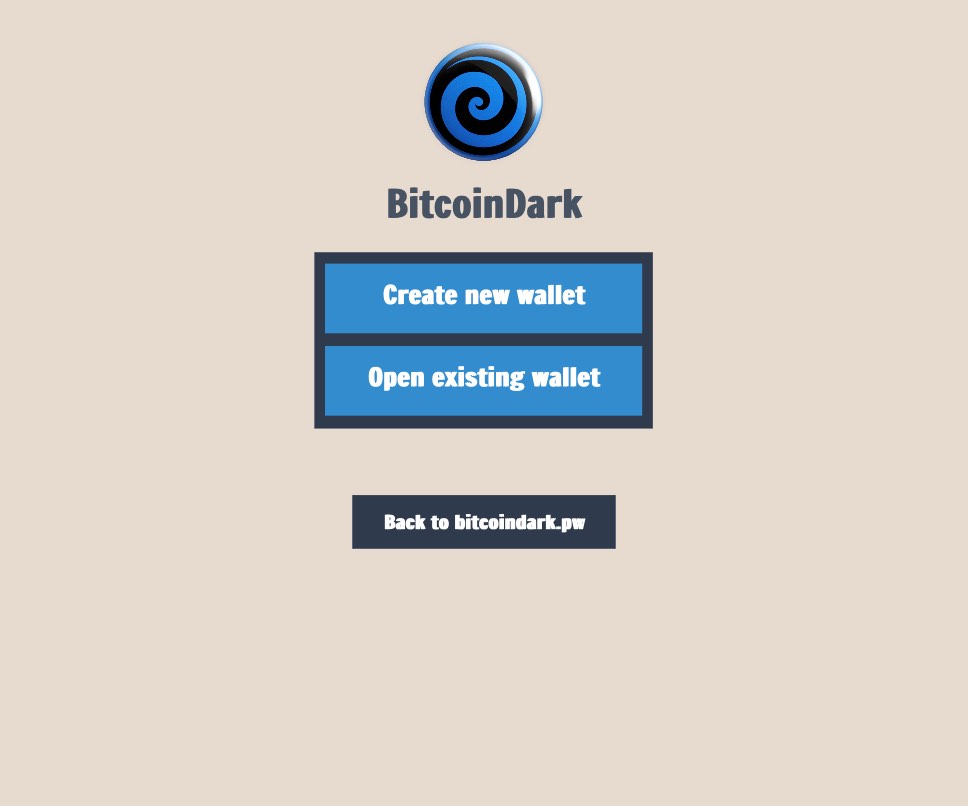 BitcoinDark
Create new wallet
Open existing wallet
Back to bitcoindark.pw